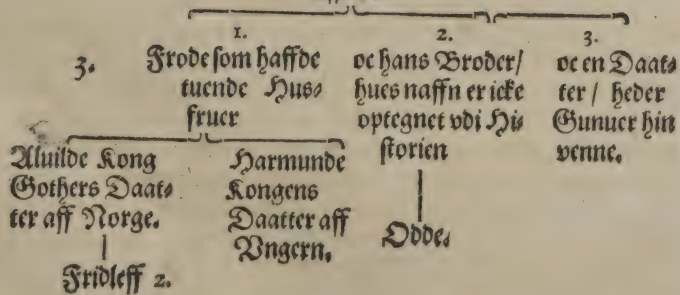 1.
3. Frode som haffde
tuende Hus⸗
fruer
2.
oc hans Broder/
hues naffn er icke
optegnet vdi Hi⸗
storien
3.
oc en Daat⸗
ter / heder
Gunuer hin
venne.
Aluilde Kong
Gothers Daat⸗
ter aff Norge.
Harmunde
Kongens
Daatter aff
Vngern.
Odde.
Fridleff 2.